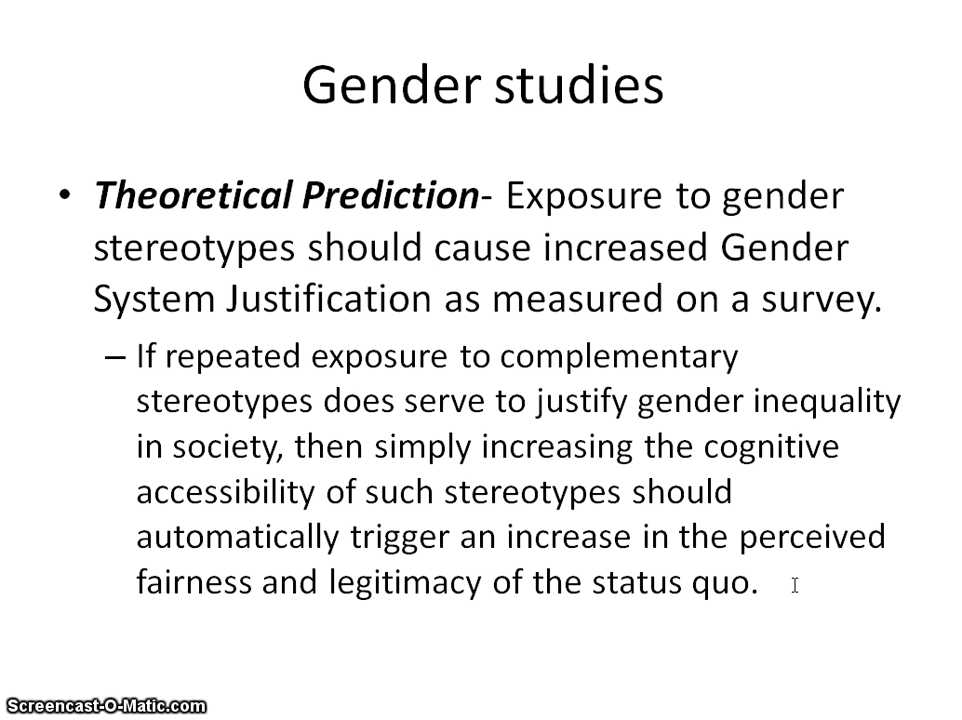 Gender studies
• Theoretical Prediction- Exposure to gender
stereotypes should cause increased Gender
System Justification as measured on a survey.
– If repeated exposure to complementary
stereotypes does serve to justify gender inequality
in society, then simply increasing the cognitive
accessibility of such stereotypes should
automatically trigger an increase in the perceived
fairness and legitimacy of the status quo.
Screencast-O-Matic.com